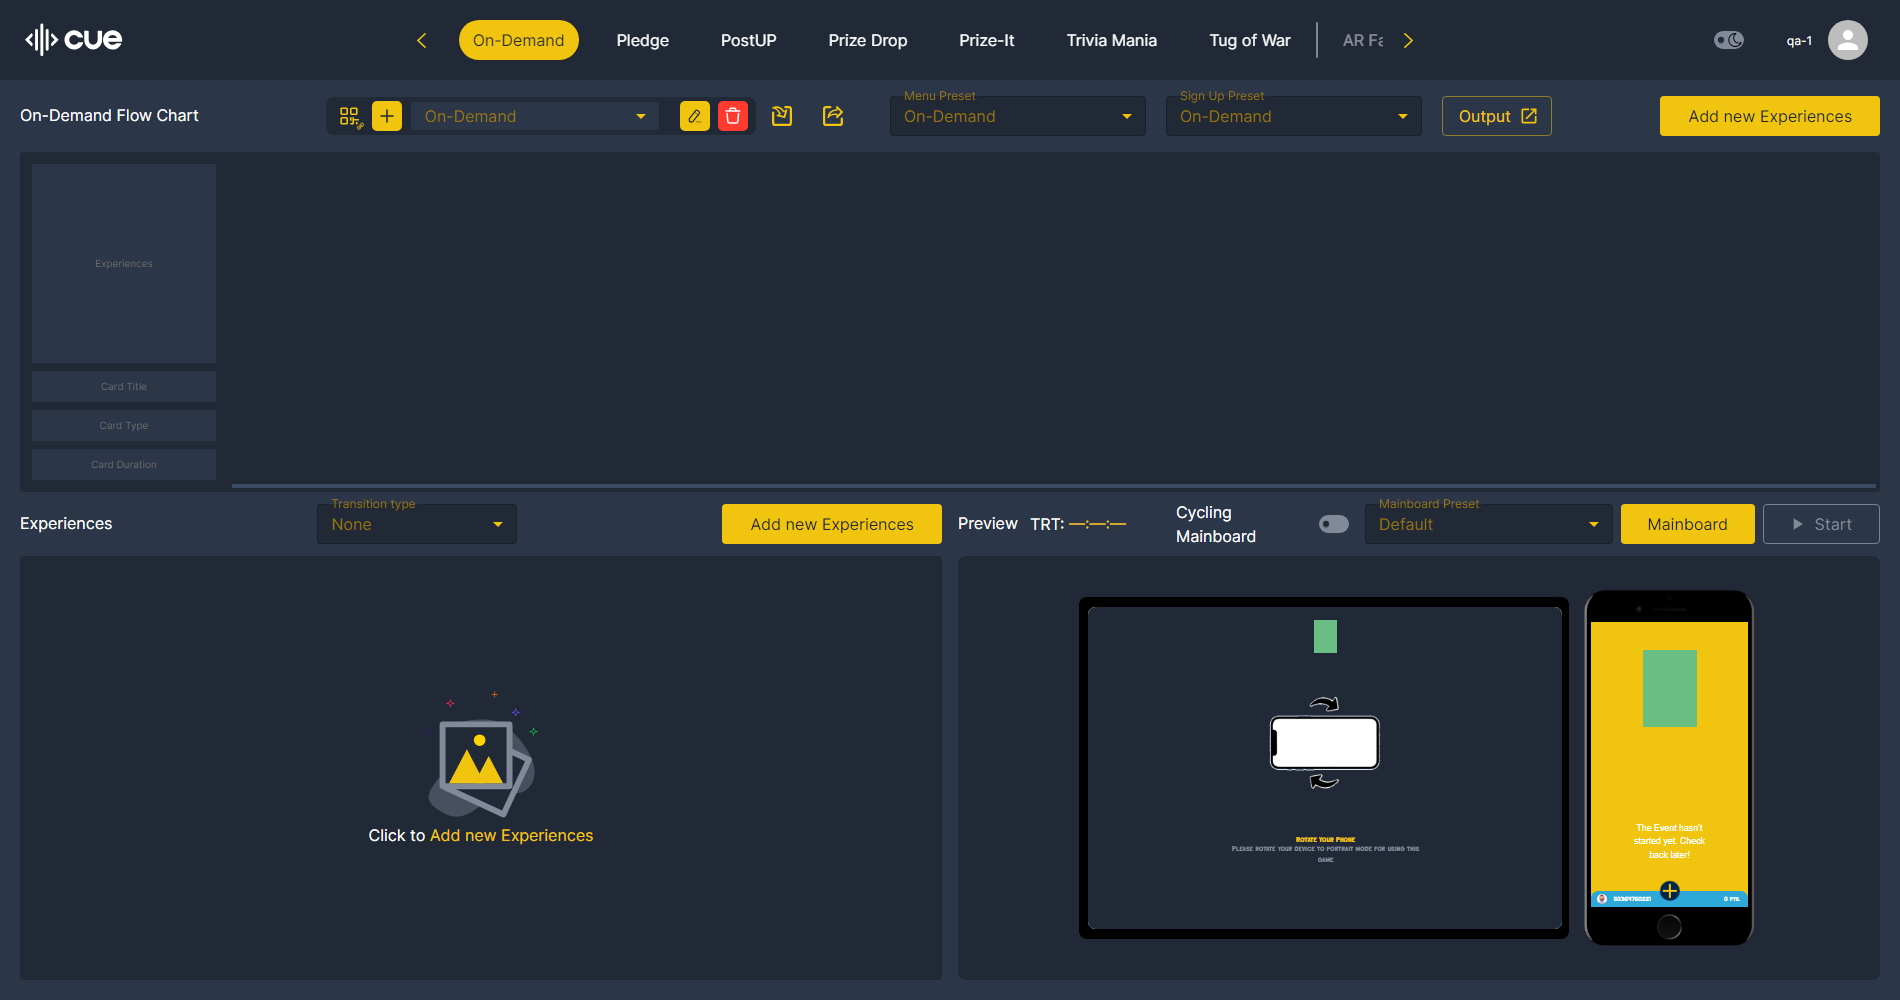 cue
On-Demand
Pledge
PostUP
Prize Drop
Prize-It
Trivia Mania
Tug of War
qa-1
On-Demand Flow Chart
On-Demand
Menu Preset
On-Demand
Sign Up Preset
On-Demand
Output
Add new Experiences
Experiences
Card Title
Card Type
Card Duration
Experiences
Transition type
None
Add new Experiences
Preview
TRT: —:—:—
Cycling
Mainboard
Mainboard Preset
Default
Mainboard
Start
Click to Add new Experiences
Rotate Your Phone
Please rotate your device to portrait mode for using this
game
The Event hasn't
started yet. Check
back later!
0 PTS.